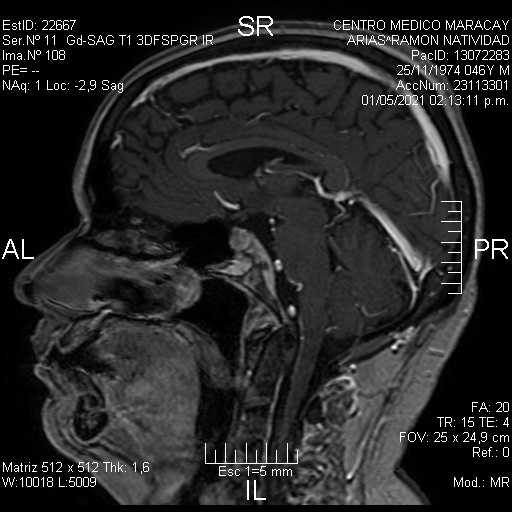 EstID: 22667
Ser.Nº 11 Gd-SAG T1 3DFSPGR IR
Ima.Nº 108
PE= --
NAq: 1 Loc: -2,9 Sag
SR
CENTRO MEDICO MARACAY
ARIAS^RAMON NATIVIDAD
PacID: 13072283
25/11/1974 046Y M
AccNum: 23113301
01/05/2021 02:13:11 p.m.
AL
PR
Matriz 512 x 512 Thk: 1,6
W:10018 L:5009
Esc 1=5 mm
IL
FA: 20
TR: 15 TE: 4
FOV: 25 x 24,9 cm
Ref.: 0
Mod.: MR